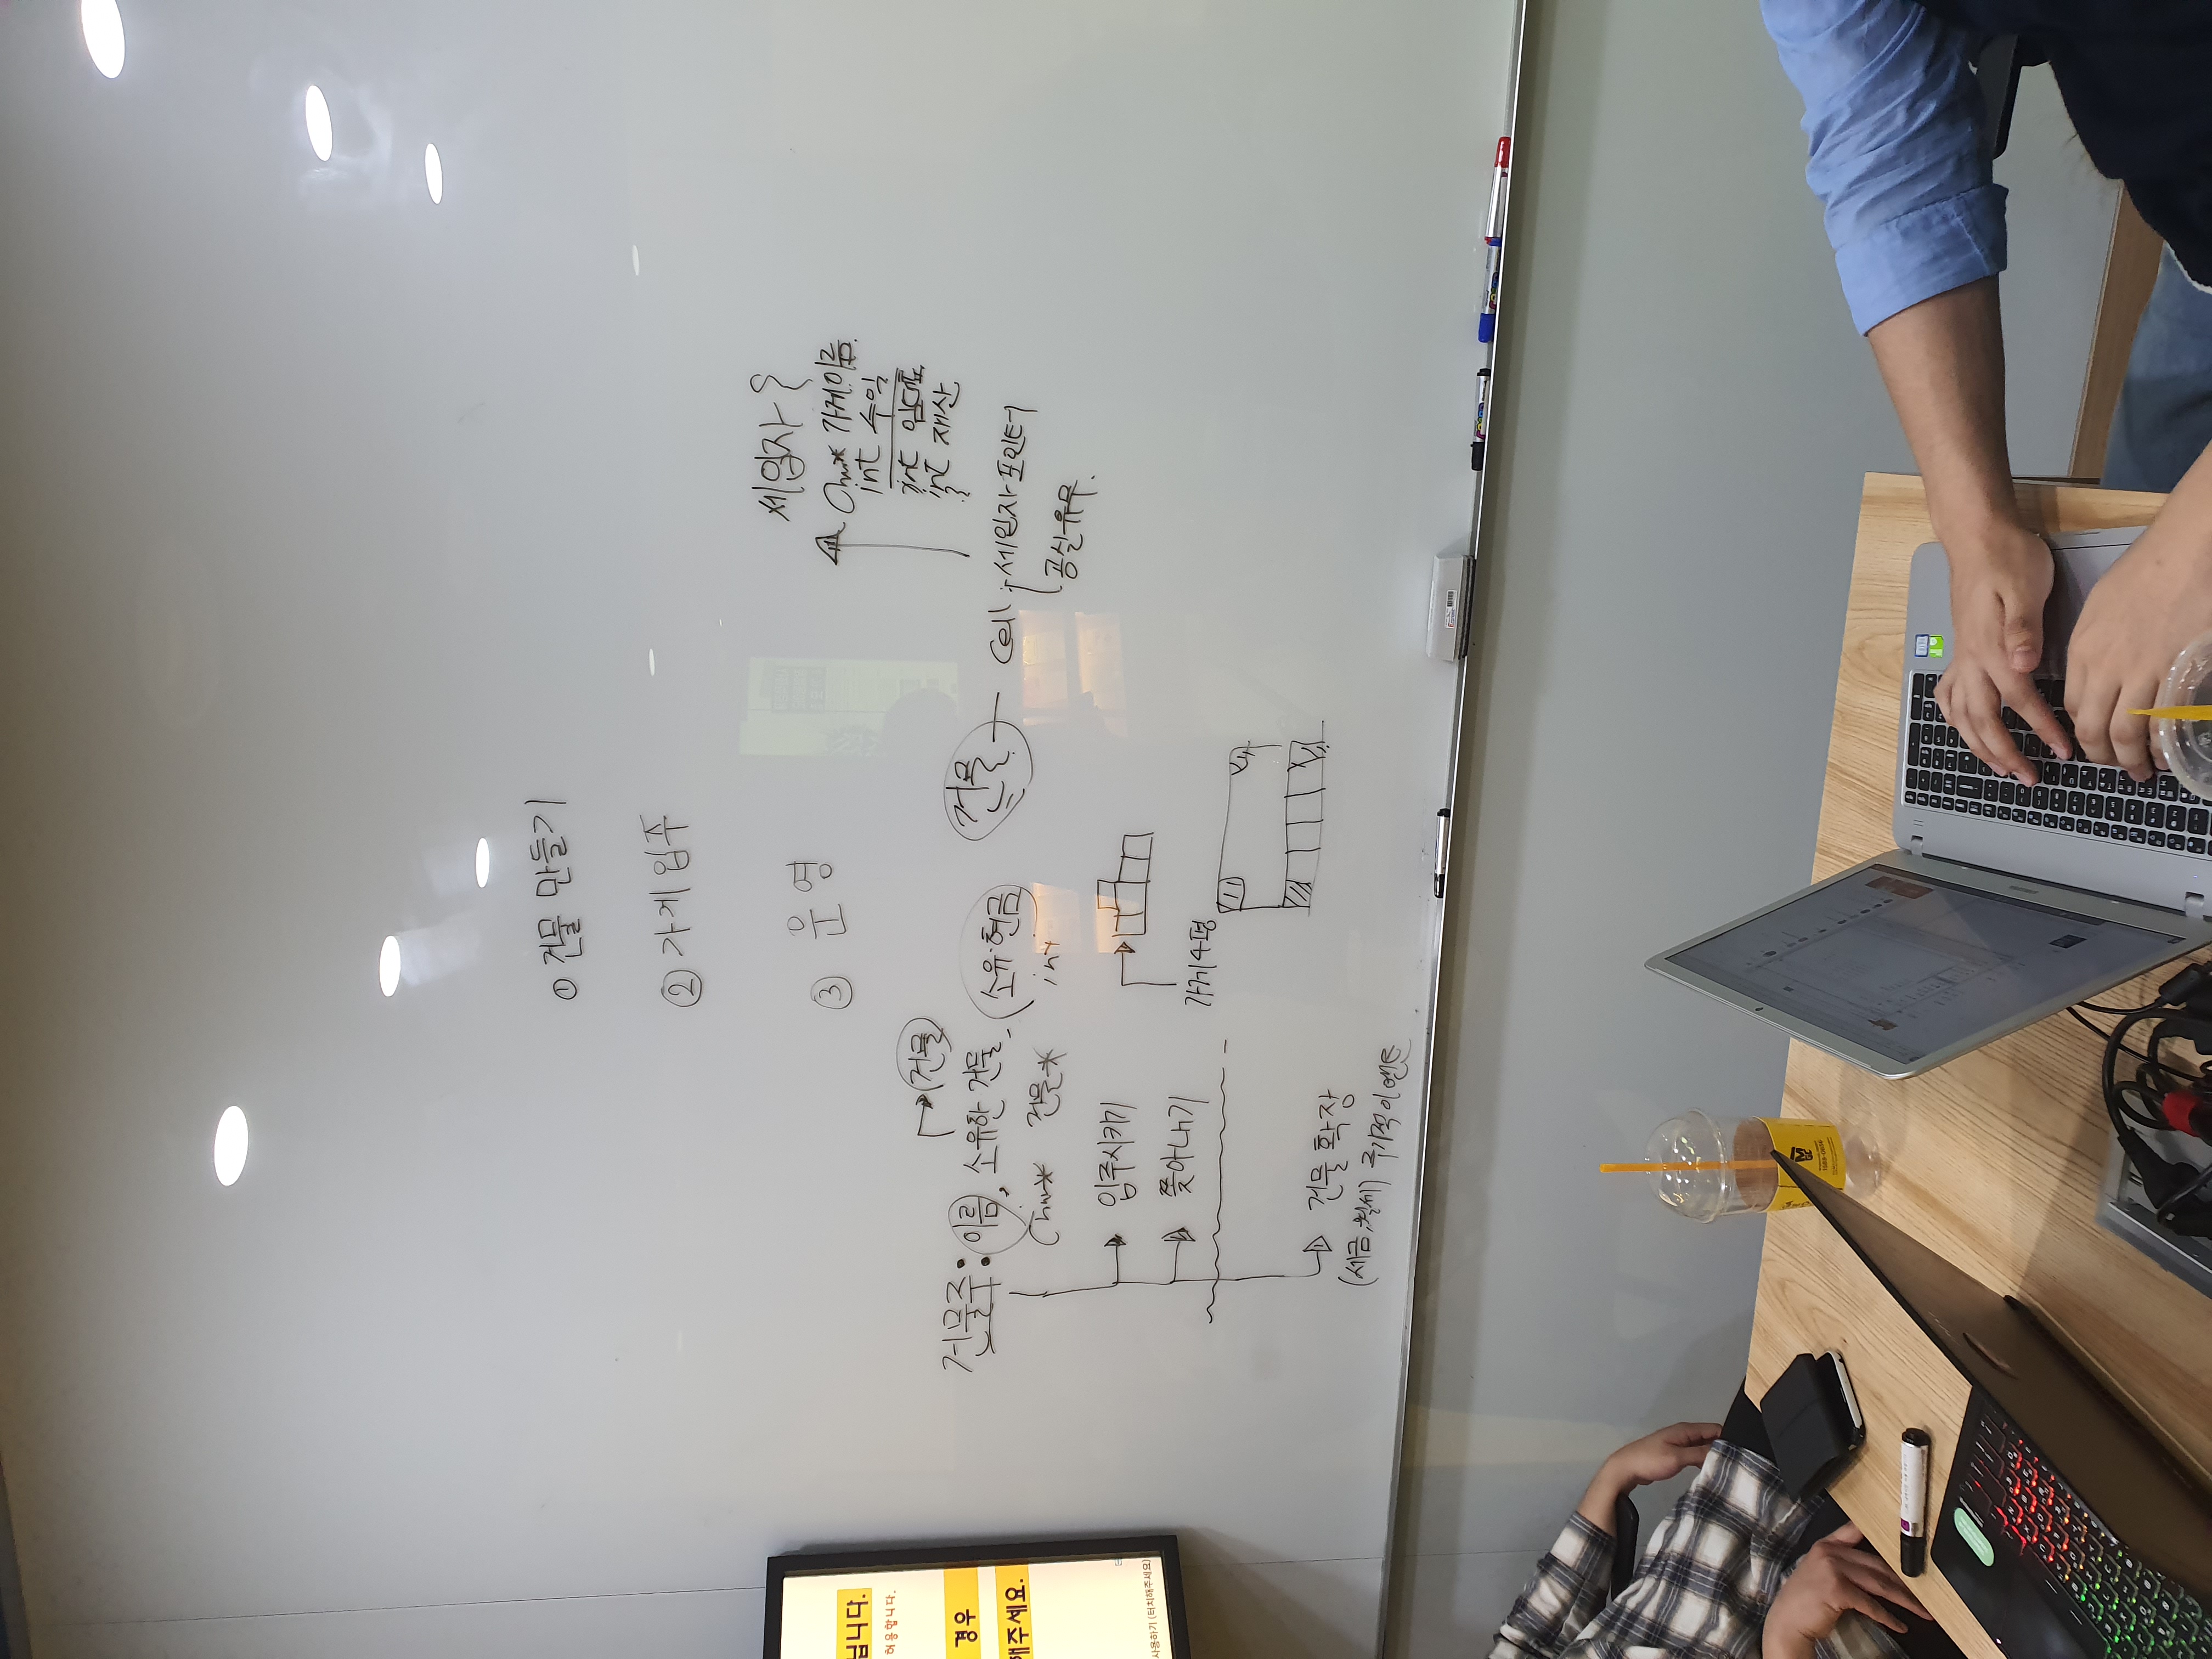 ① 건물 만들기
② 가게 입주
③ 운영
세입자 {
Char* 가게이름
int 수익
int 임대료
int 재산
건물
건물주 : 이름, 소유한 건물, 소유 현금
Char* 건물* int
건물 Cell : 세입자 포인터
공실유무.
입주시키기
쫓아내기
가게 4평
건물 확장
(세금, 월세) 주기적 이벤트
닙니다.
허용합니다.
경우
해주세요.
사용하기 (터치해주세요)
1588-0656